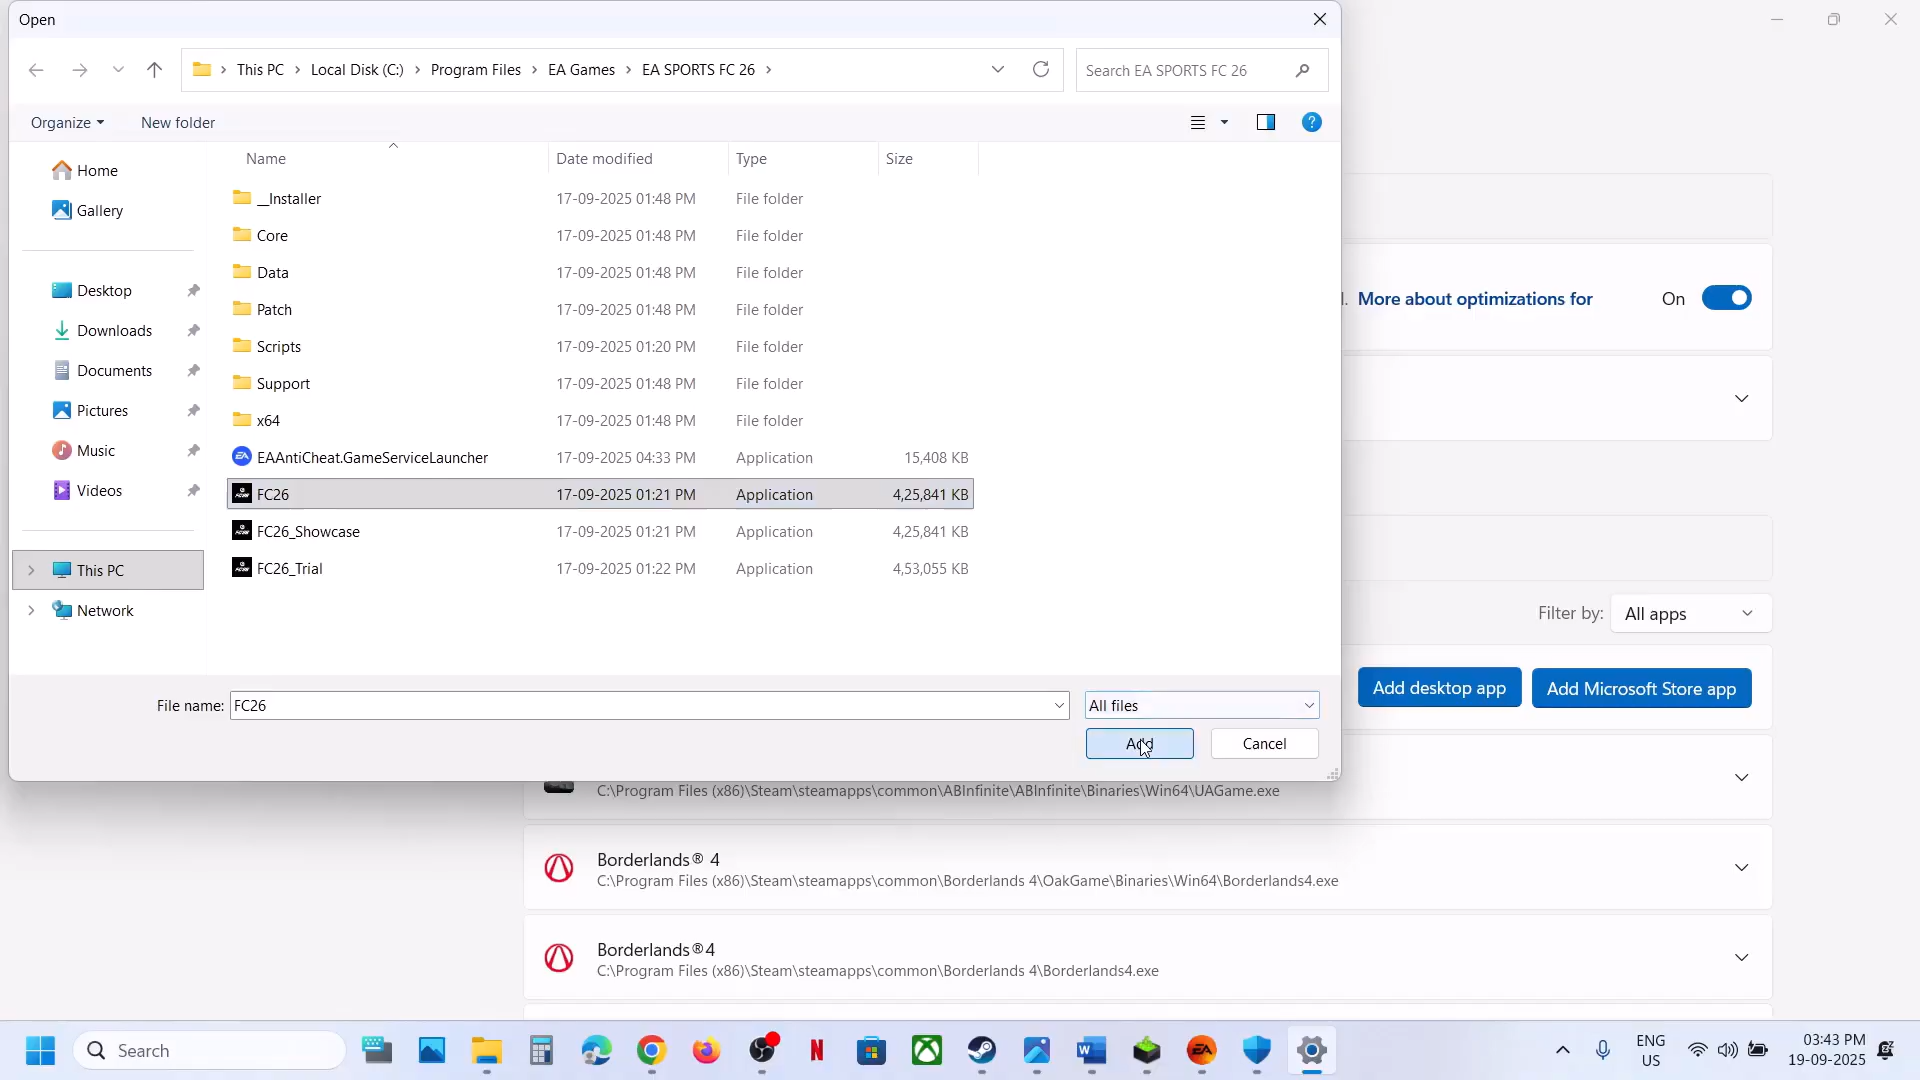 Open
This PC > Local Disk (C:) > Program Files > EA Games > EA SPORTS FC 26 >
Search EA SPORTS FC 26
Organize
New folder
Name
Date modified
Type
Size
Home
Gallery
Desktop
Downloads
Documents
Pictures
Music
Videos
This PC
Network
__Installer 17-09-2025 01:48 PM File folder
Core 17-09-2025 01:48 PM File folder
Data 17-09-2025 01:48 PM File folder
Patch 17-09-2025 01:48 PM File folder
Scripts 17-09-2025 01:20 PM File folder
Support 17-09-2025 01:48 PM File folder
x64 17-09-2025 01:48 PM File folder
EAAntiCheat.GameServiceLauncher 17-09-2025 04:33 PM Application 15,408 KB
FC26 17-09-2025 01:21 PM Application 4,25,841 KB
FC26_Showcase 17-09-2025 01:21 PM Application 4,25,841 KB
FC26_Trial 17-09-2025 01:22 PM Application 4,53,055 KB
File name: FC26
All files
Add
Cancel
More about optimizations for
On
Filter by: All apps
Add desktop app
Add Microsoft Store app
C:\Program Files (x86)\Steam\steamapps\common\ABInfinite\ABInfinite\Binaries\Win64\UAGame.exe
Borderlands® 4
C:\Program Files (x86)\Steam\steamapps\common\Borderlands 4\OakGame\Binaries\Win64\Borderlands4.exe
Borderlands®4
C:\Program Files (x86)\Steam\steamapps\common\Borderlands 4\Borderlands4.exe
Search
ENG
US
03:43 PM
19-09-2025